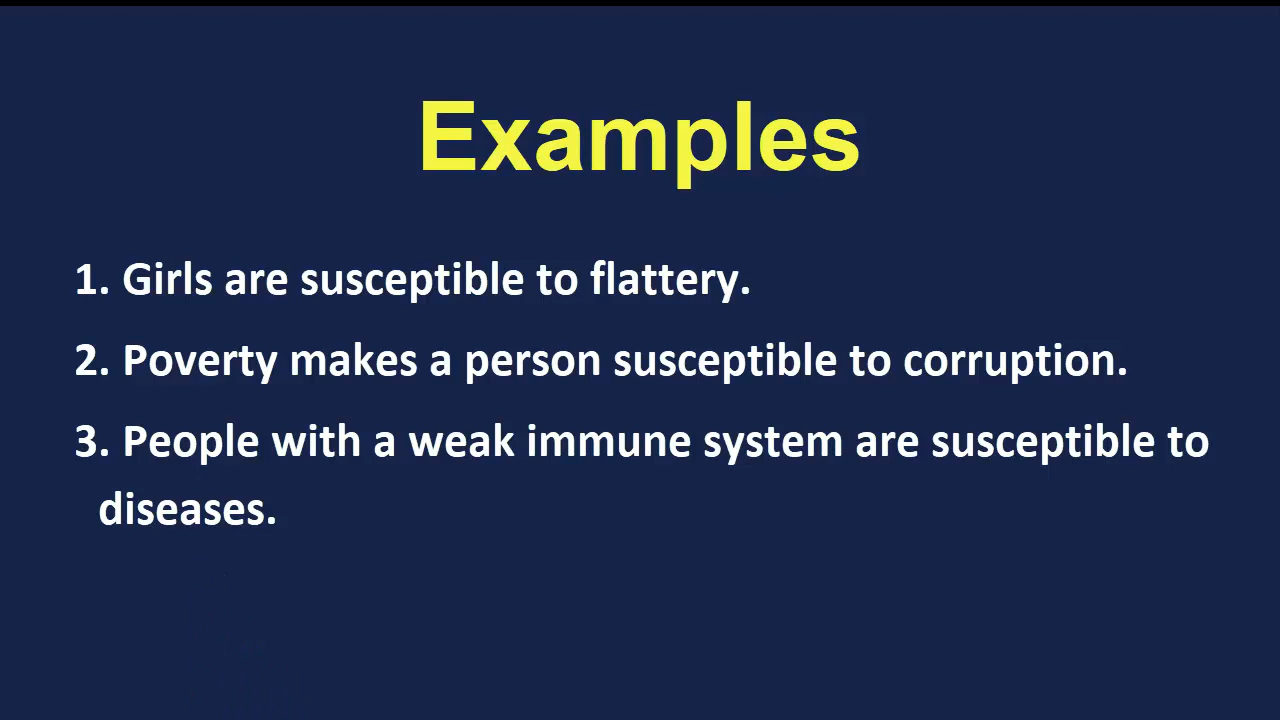 Examples
1. Girls are susceptible to flattery.
2. Poverty makes a person susceptible to corruption.
3. People with a weak immune system are susceptible to
diseases.